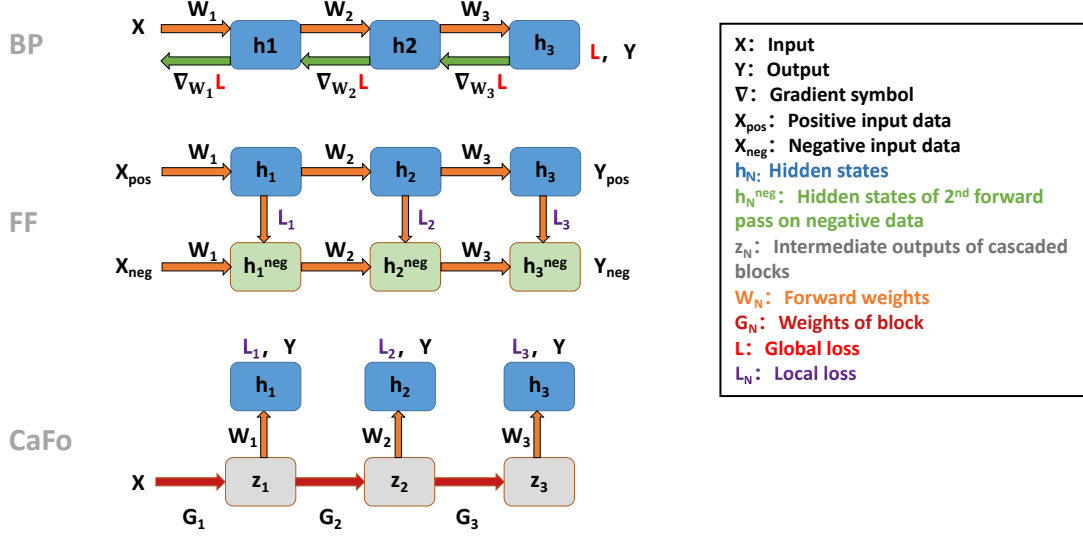 BP
X W₁ W₂ W₃
h1 h2 h₃ L, Y
∇W₁L ∇W₂L ∇W₃L
FF
Xpos W₁ h₁ W₂ h₂ W₃ h₃ Ypos
L₁ L₂ L₃
Xneg W₁ h₁ⁿᵉᵍ W₂ h₂ⁿᵉᵍ W₃ h₃ⁿᵉᵍ Yneg
CaFo
L₁, Y L₂, Y L₃, Y
h₁ h₂ h₃
W₁ W₂ W₃
X z₁ z₂ z₃
G₁ G₂ G₃
X: Input
Y: Output
∇: Gradient symbol
Xpos: Positive input data
Xneg: Negative input data
hN: Hidden states
hNⁿᵉᵍ: Hidden states of 2ⁿᵈ forward
pass on negative data
zN: Intermediate outputs of cascaded
blocks
WN: Forward weights
GN: Weights of block
L: Global loss
LN: Local loss